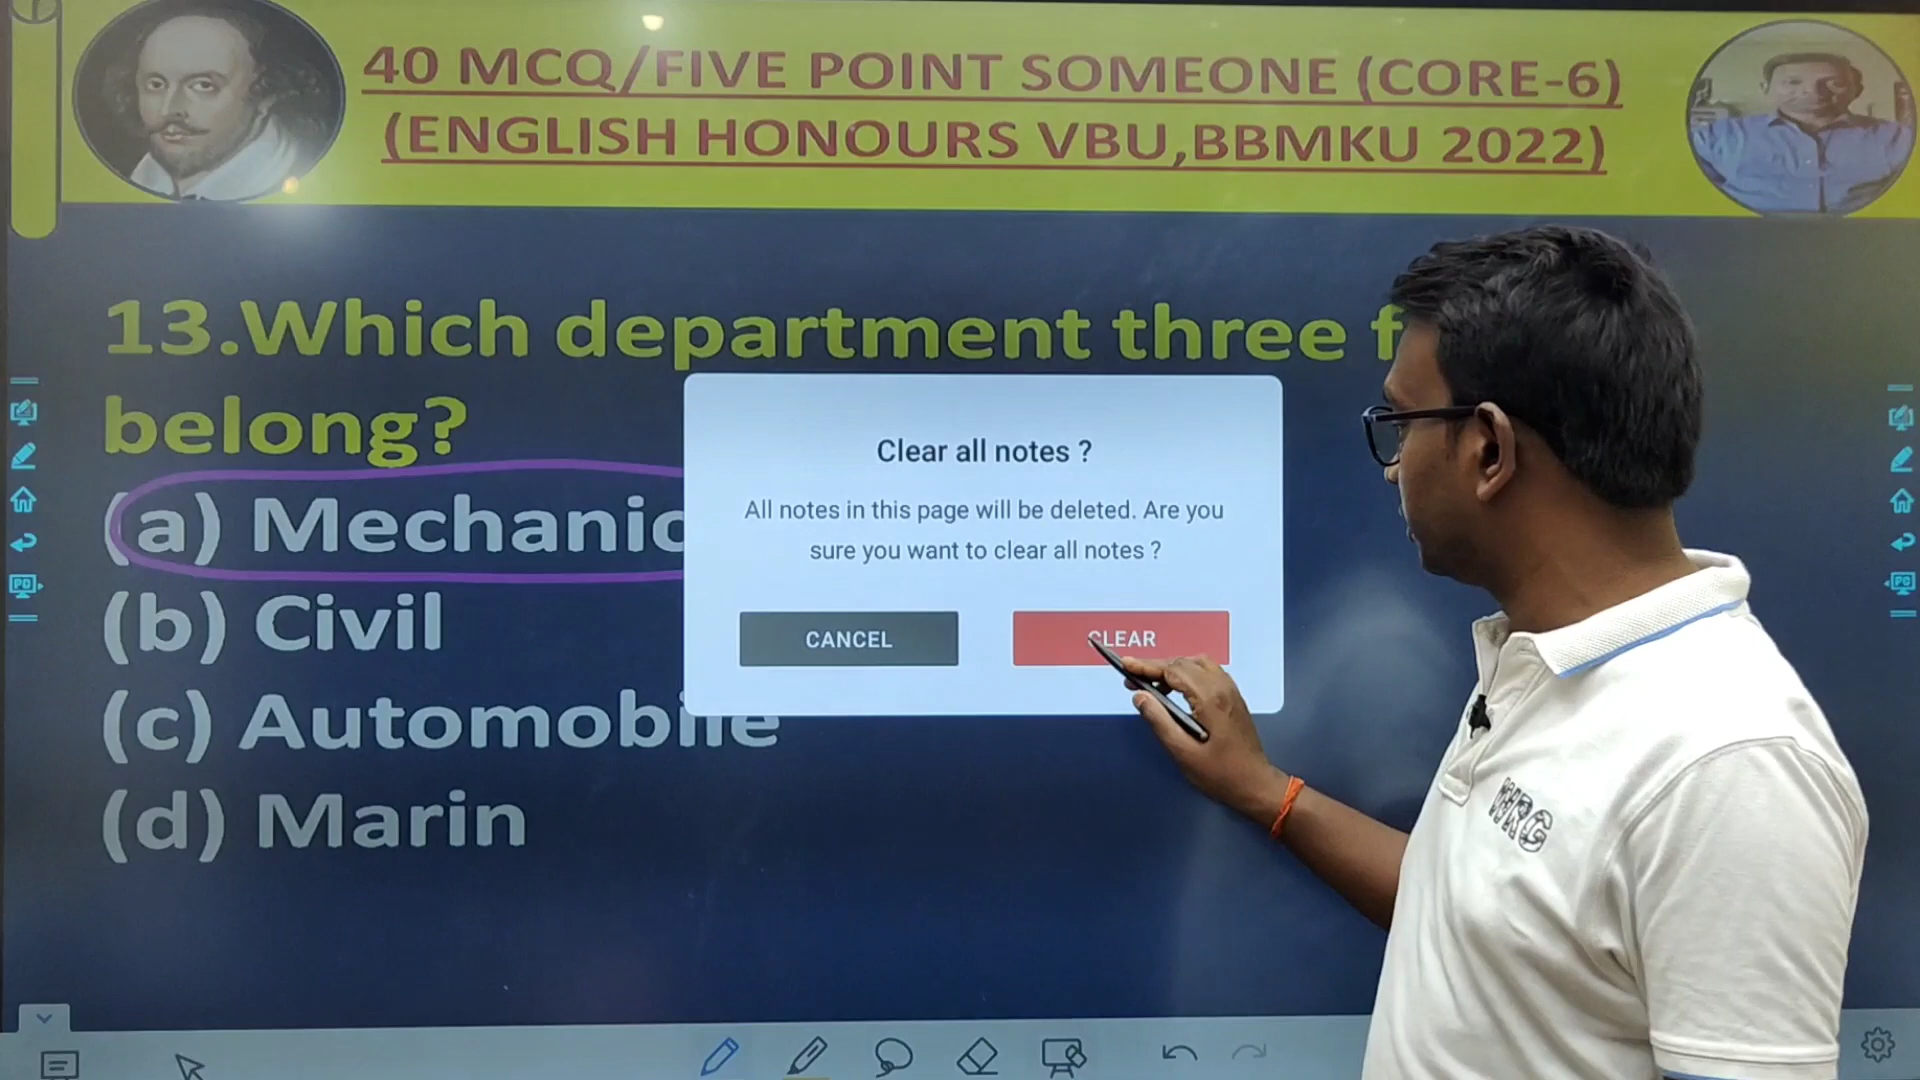 40 MCQ/FIVE POINT SOMEONE (CORE-6)
(ENGLISH HONOURS VBU,BBMKU 2022)
13.Which department three f
belong?
(a) Mechanic
(b) Civil
(c) Automobile
(d) Marin
Clear all notes ?
All notes in this page will be deleted. Are you
sure you want to clear all notes ?
CANCEL
CLEAR
PC
PC